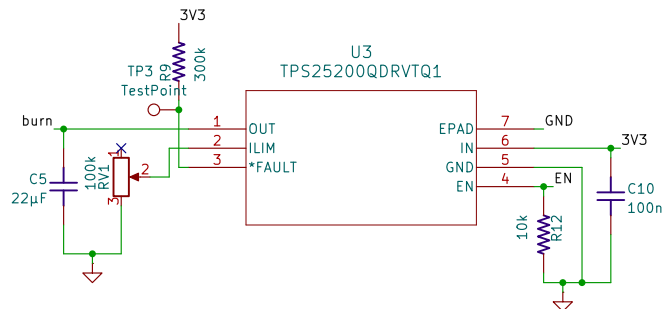 3V3
U3
TPS25200QDRVTQ1
TP3
TestPoint
R9
300k
burn
1
OUT
2
ILIM
3
*FAULT
EPAD
7
GND
IN
6
3V3
GND
5
EN
4
EN
C5
22µF
100k
RV1
1
2
3
10k
R12
C10
100n